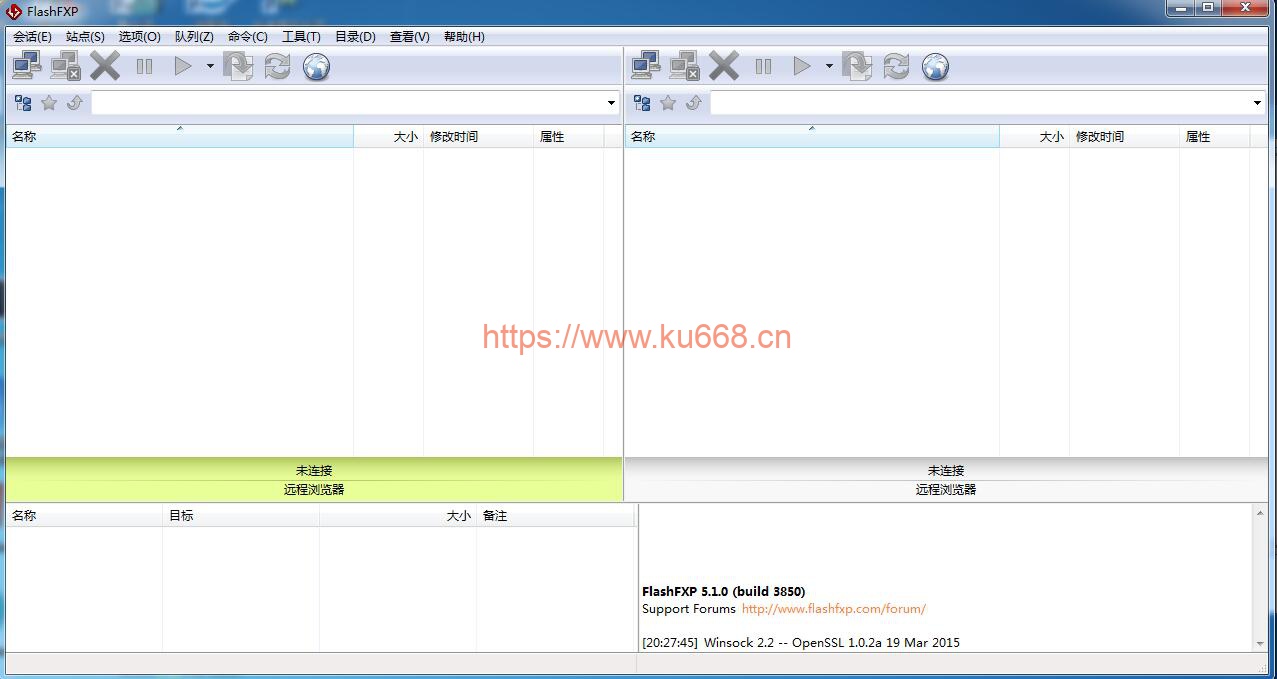 FlashFXP
会话(E) 站点(S) 选项(O) 队列(Z) 命令(C) 工具(T) 目录(D) 查看(V) 帮助(H)
名称 大小 修改时间 属性
名称 大小 修改时间 属性
https://www.ku668.cn
未连接
远程浏览器
未连接
远程浏览器
名称 目标 大小 备注
FlashFXP 5.1.0 (build 3850)
Support Forums http://www.flashfxp.com/forum/
[20:27:45] Winsock 2.2 -- OpenSSL 1.0.2a 19 Mar 2015